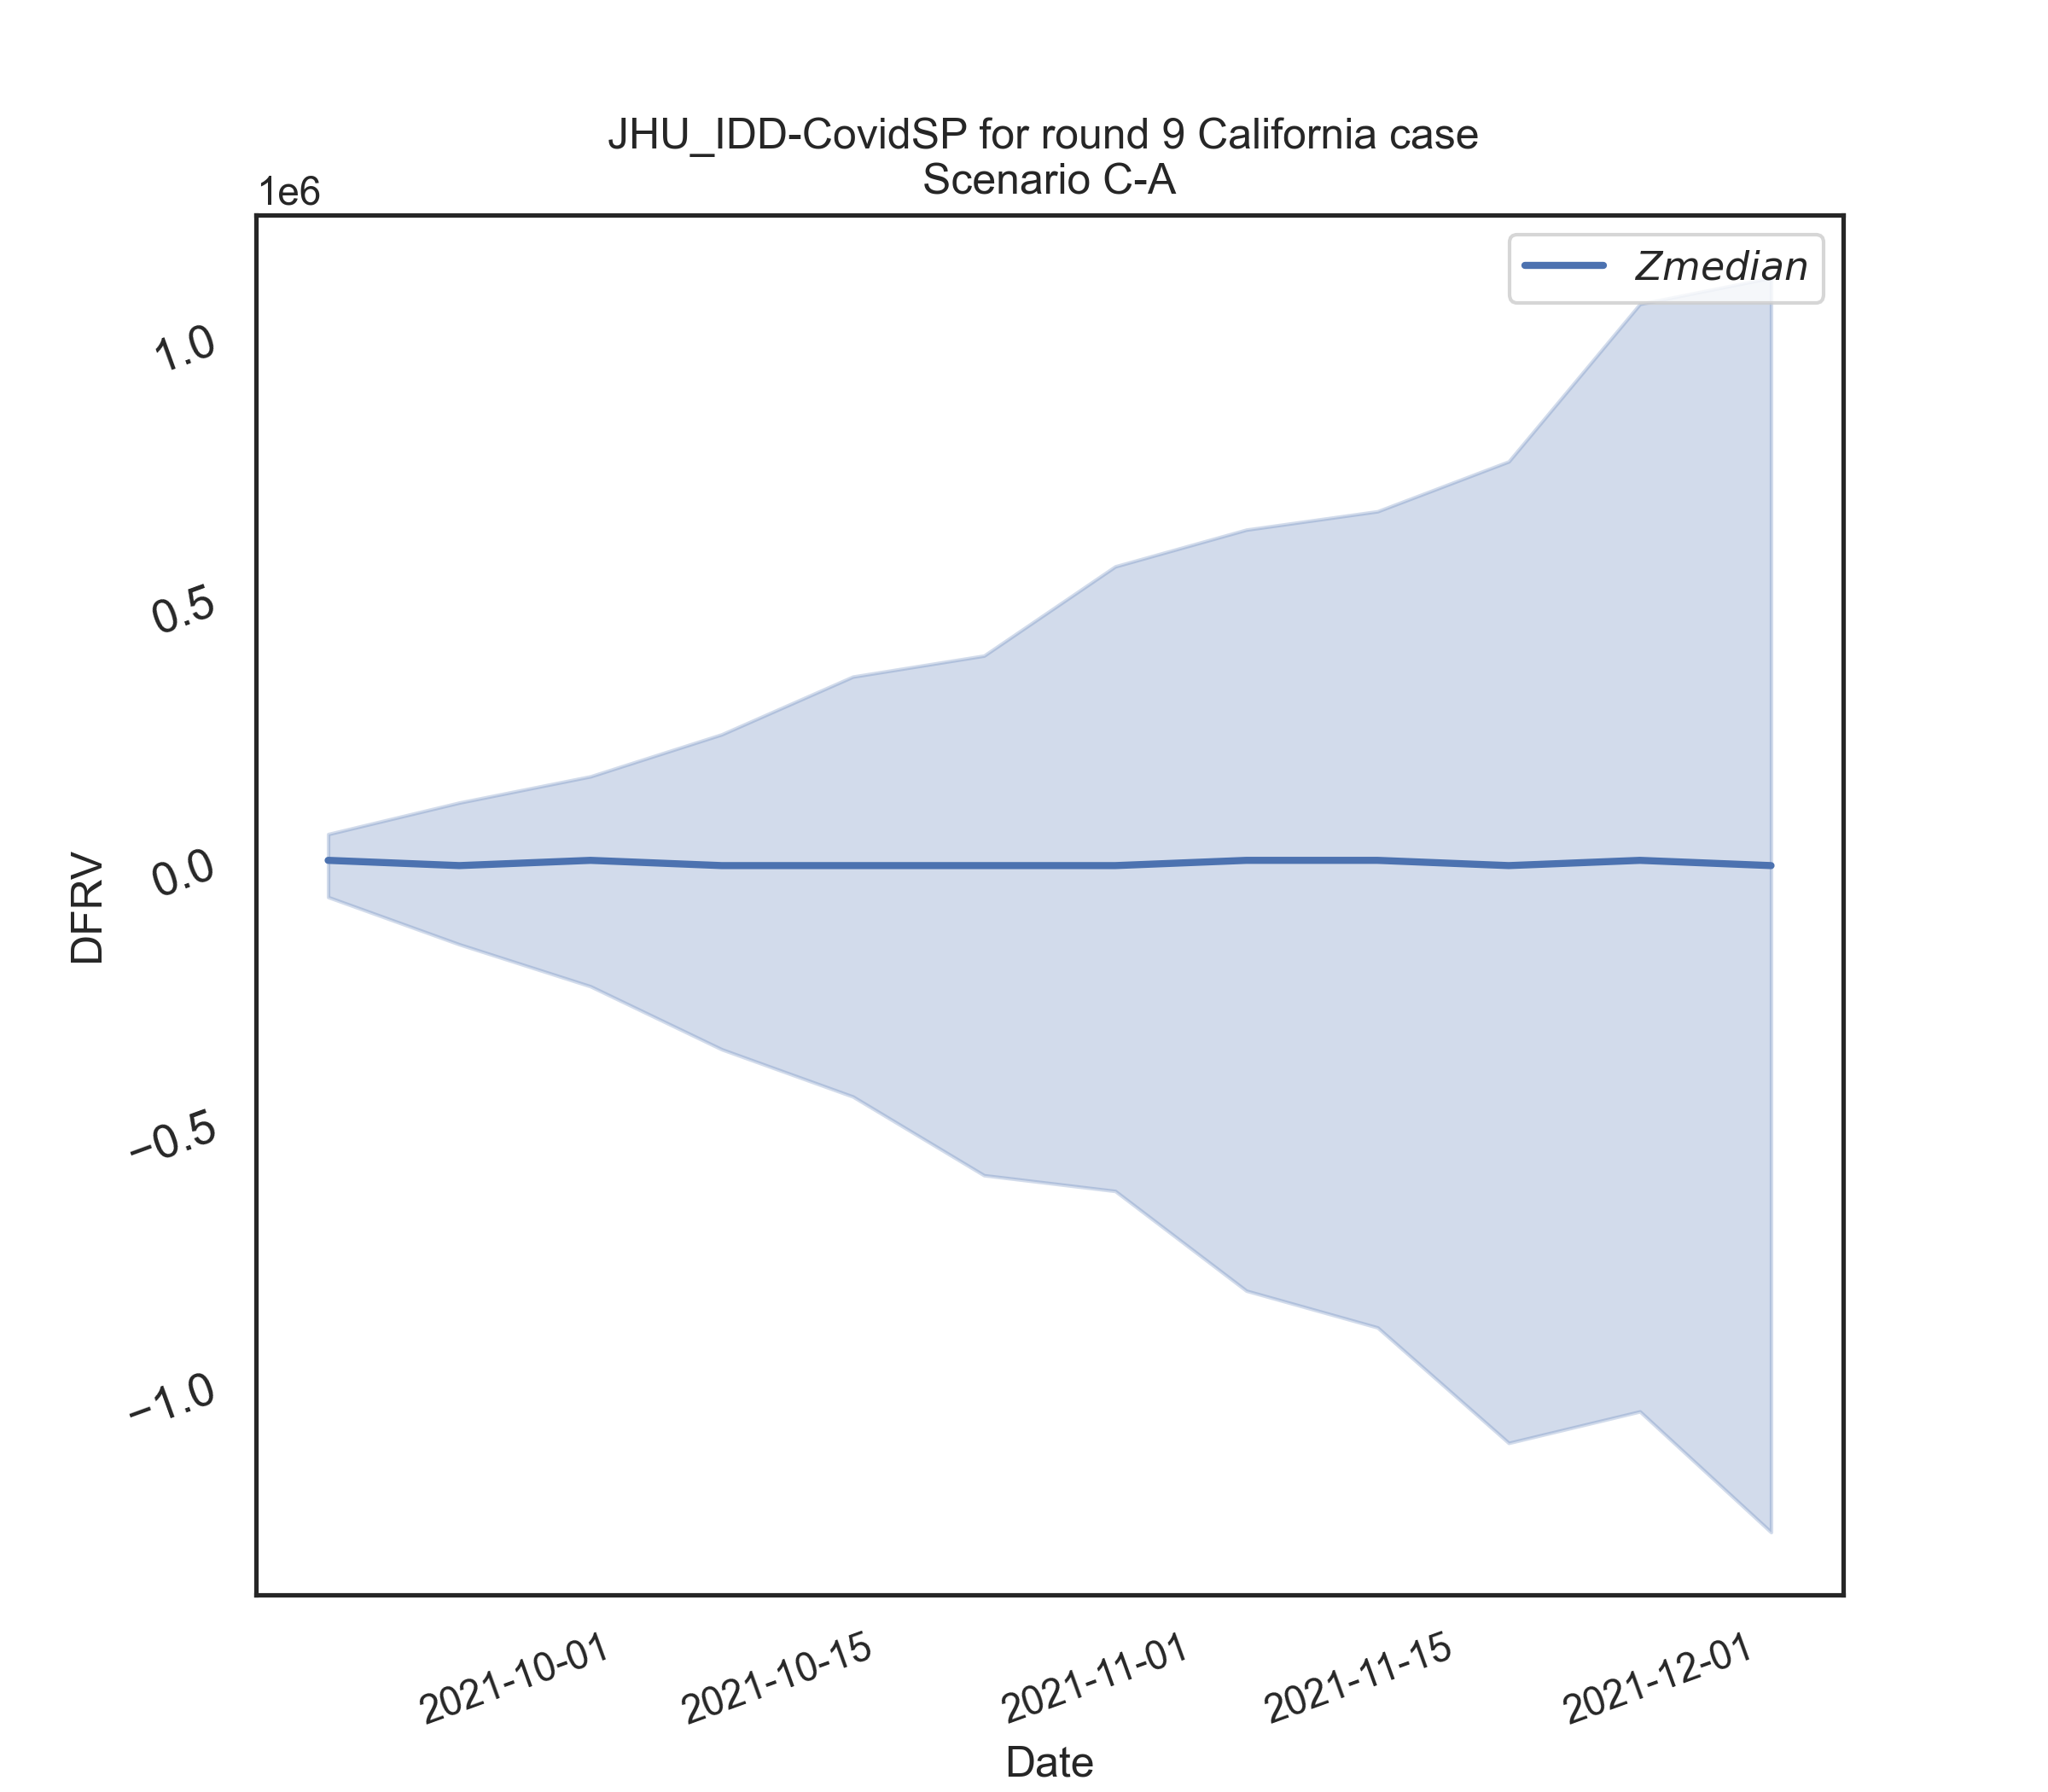 JHU_IDD-CovidSP for round 9 California case
Scenario C-A
1e6
Zmedian
1.0
0.5
0.0
−0.5
−1.0
DFRV
2021-10-01
2021-10-15
2021-11-01
2021-11-15
2021-12-01
Date